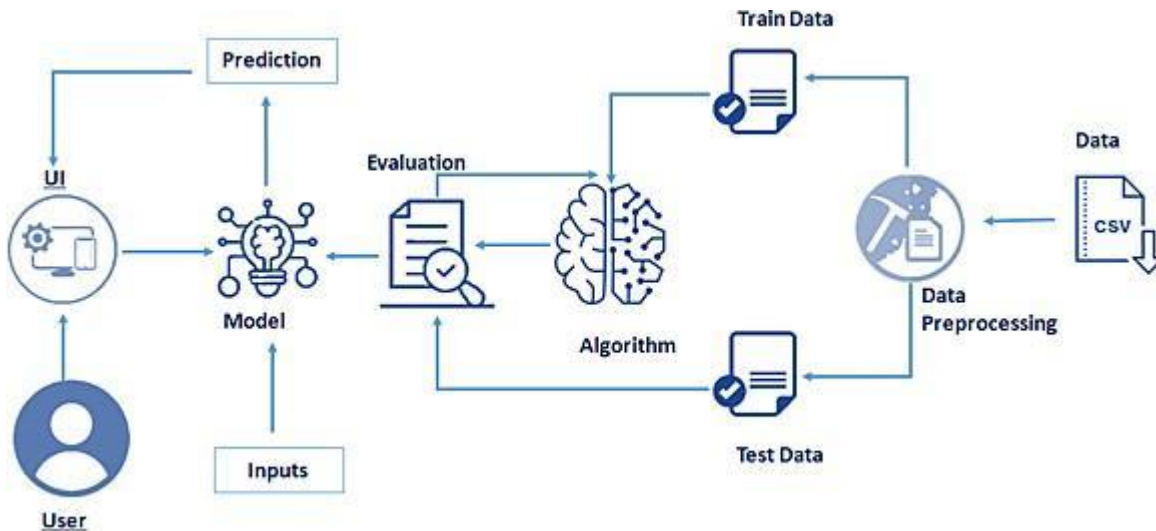 Train Data
Prediction
Data
Evaluation
UI
CSV
Data
Preprocessing
Model
Algorithm
Test Data
Inputs
User